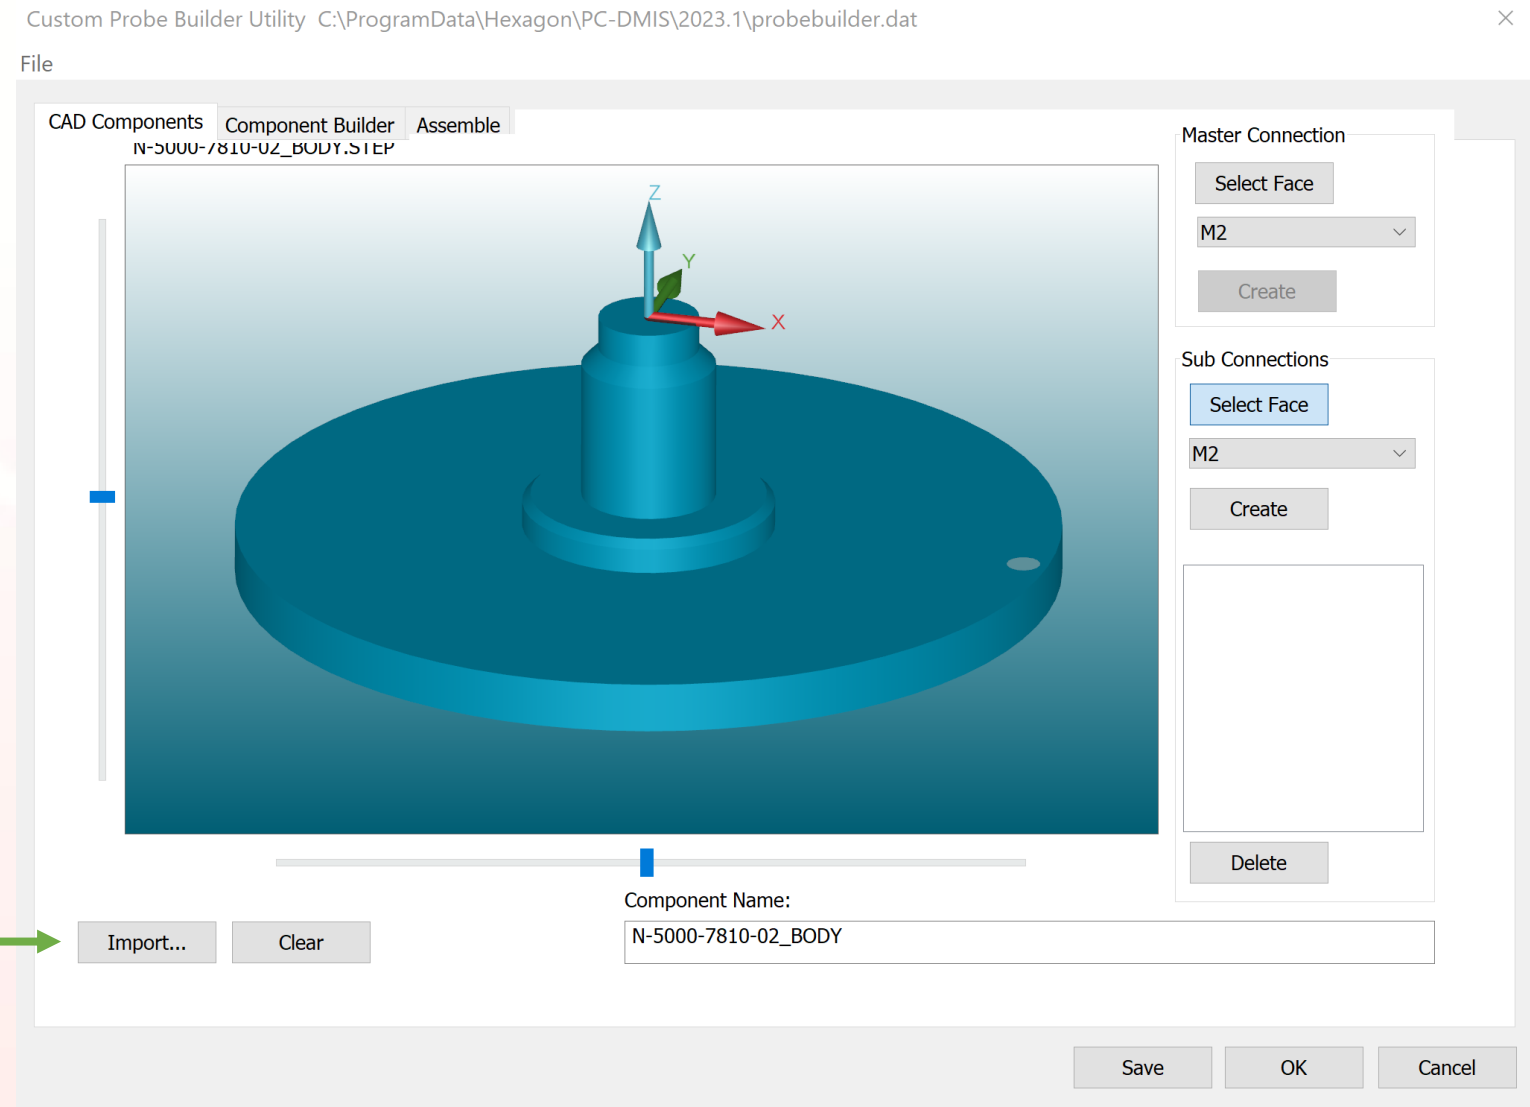 Custom Probe Builder Utility C:\ProgramData\Hexagon\PC-DMIS\2023.1\probebuilder.dat
File
CAD Components
Component Builder
Assemble
N-5000-7810-02_BODY.STEP
Z
Y
X
Master Connection
Select Face
M2
Create
Sub Connections
Select Face
M2
Create
Delete
Component Name:
N-5000-7810-02_BODY
Import...
Clear
Save
OK
Cancel